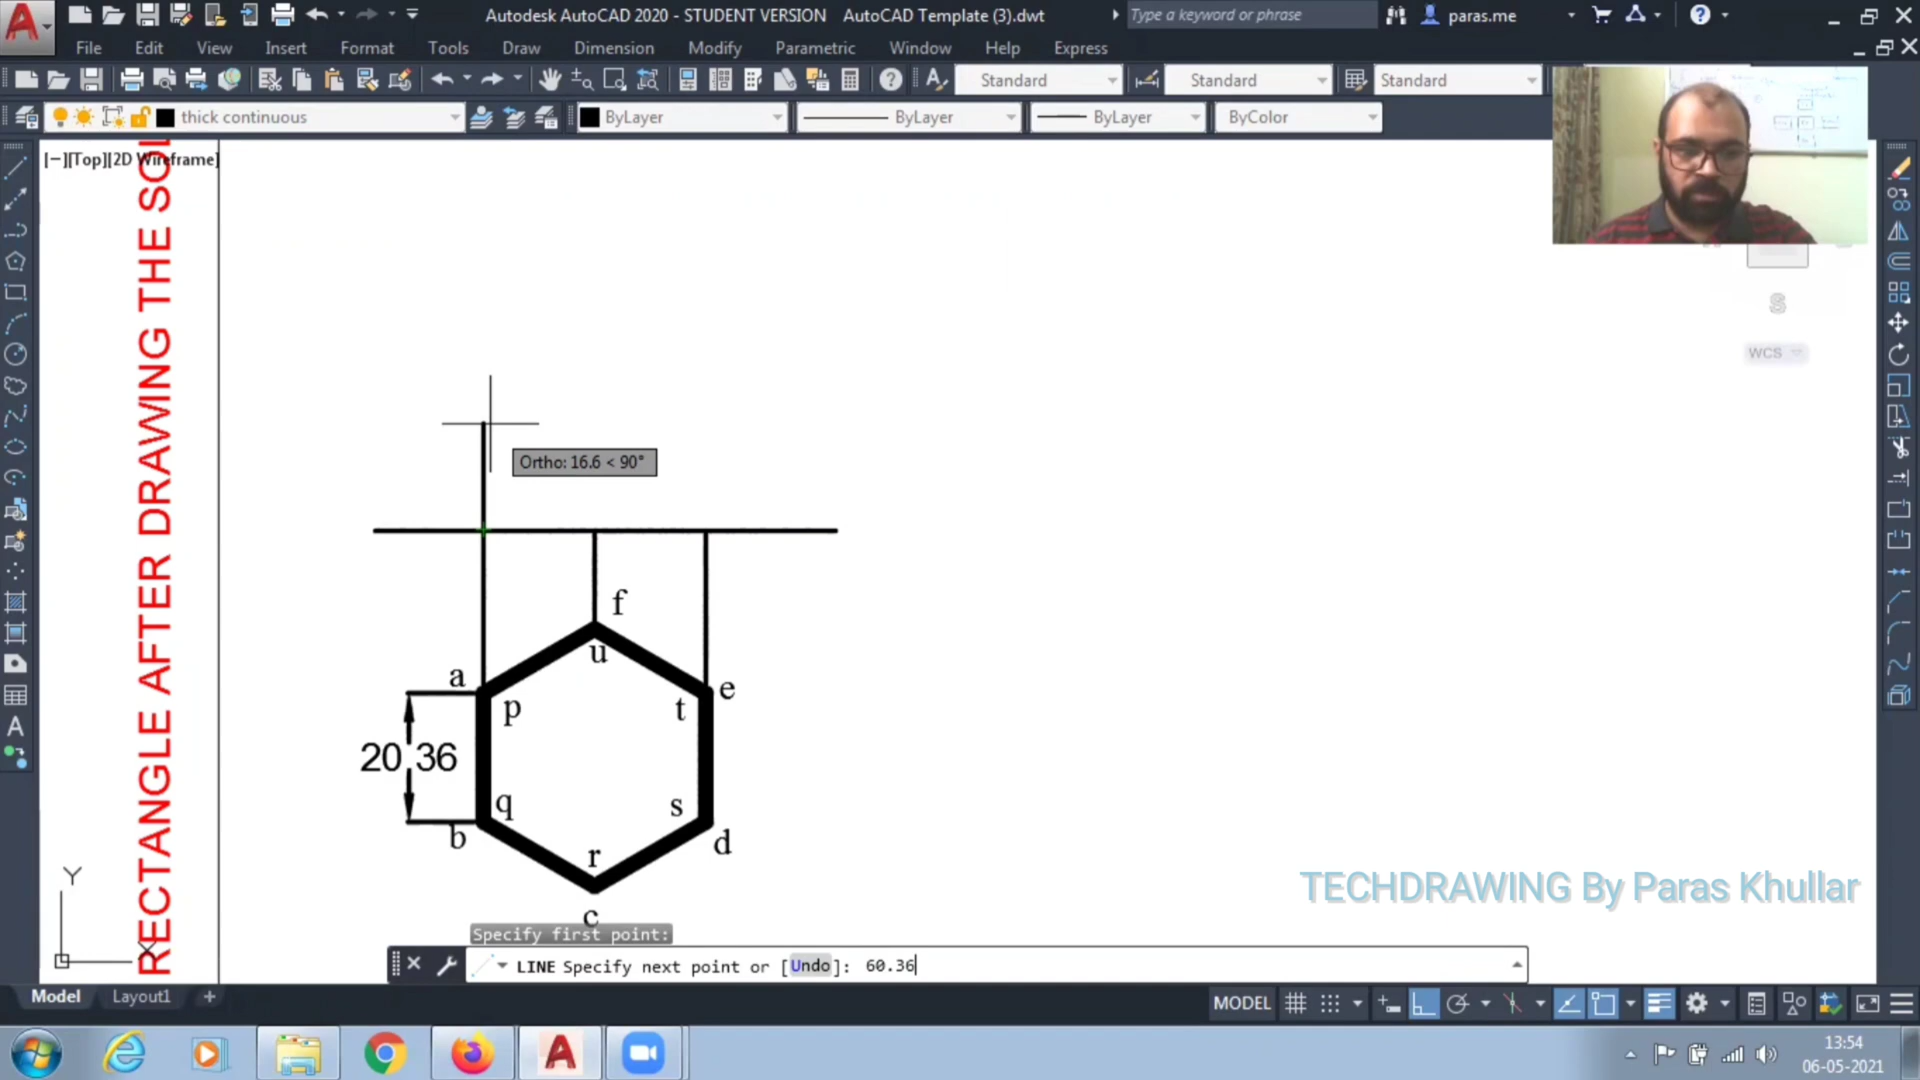 Autodesk AutoCAD 2020 - STUDENT VERSION AutoCAD Template (3).dwt
Type a keyword or phrase
paras.me
File Edit View Insert Format Tools Draw Dimension Modify Parametric Window Help Express
Standard Standard Standard
thick continuous ByLayer ByLayer ByLayer ByColor
[−][Top][2D Wireframe]
RECTANGLE AFTER DRAWING THE SOL
S
WCS
Ortho: 16.6 < 90°
f
u
a
e
p
t
20.36
q
s
b
d
r
c
Y
X
TECHDRAWING By Paras Khullar
Specify first point:
LINE Specify next point or [Undo]: 60.36
Model Layout1 +
MODEL
13:54
06-05-2021